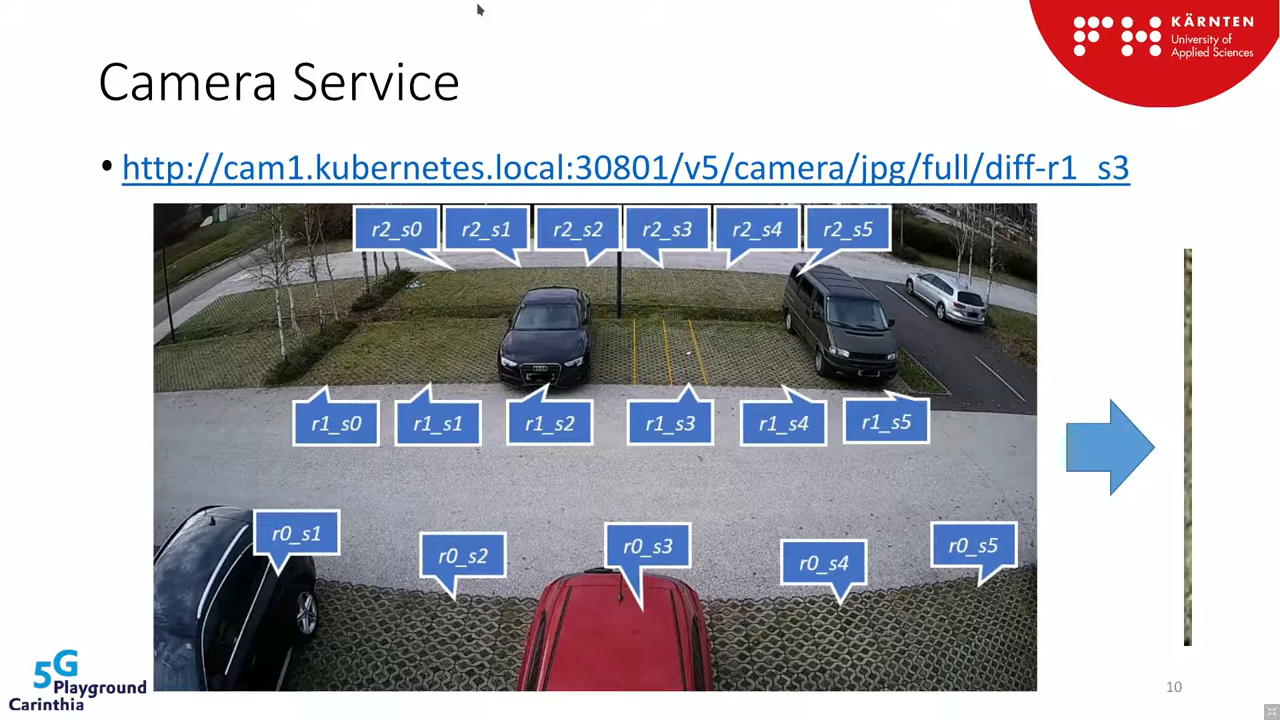 KÄRNTEN
University of
Applied Sciences
Camera Service
• http://cam1.kubernetes.local:30801/v5/camera/jpg/full/diff-r1_s3
r2_s0
r2_s1
r2_s2
r2_s3
r2_s4
r2_s5
r1_s0
r1_s1
r1_s2
r1_s3
r1_s4
r1_s5
r0_s1
r0_s2
r0_s3
r0_s4
r0_s5
5G
Playground
Carinthia
10